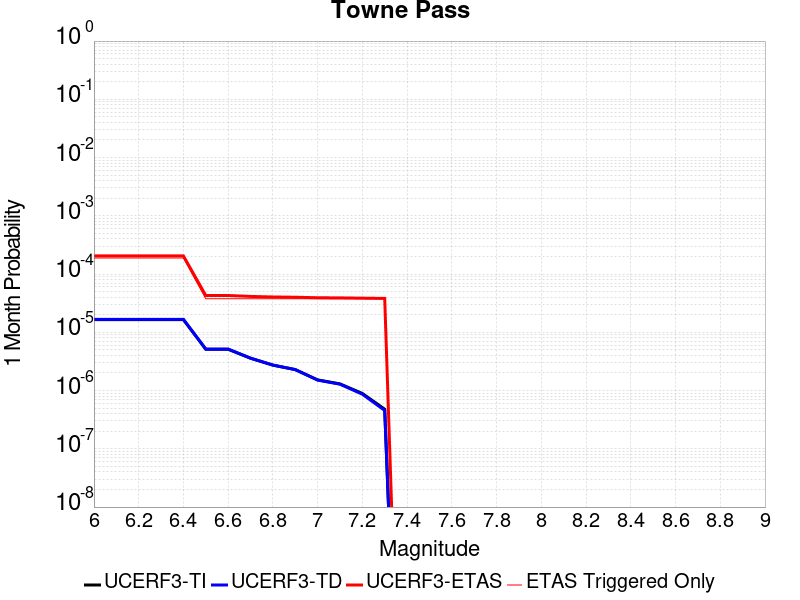 Towne Pass
1 Month Probability
10^0
10^-1
10^-2
10^-3
10^-4
10^-5
10^-6
10^-7
10^-8
6 6.2 6.4 6.6 6.8 7 7.2 7.4 7.6 7.8 8 8.2 8.4 8.6 8.8 9
Magnitude
UCERF3-TI UCERF3-TD UCERF3-ETAS ETAS Triggered Only